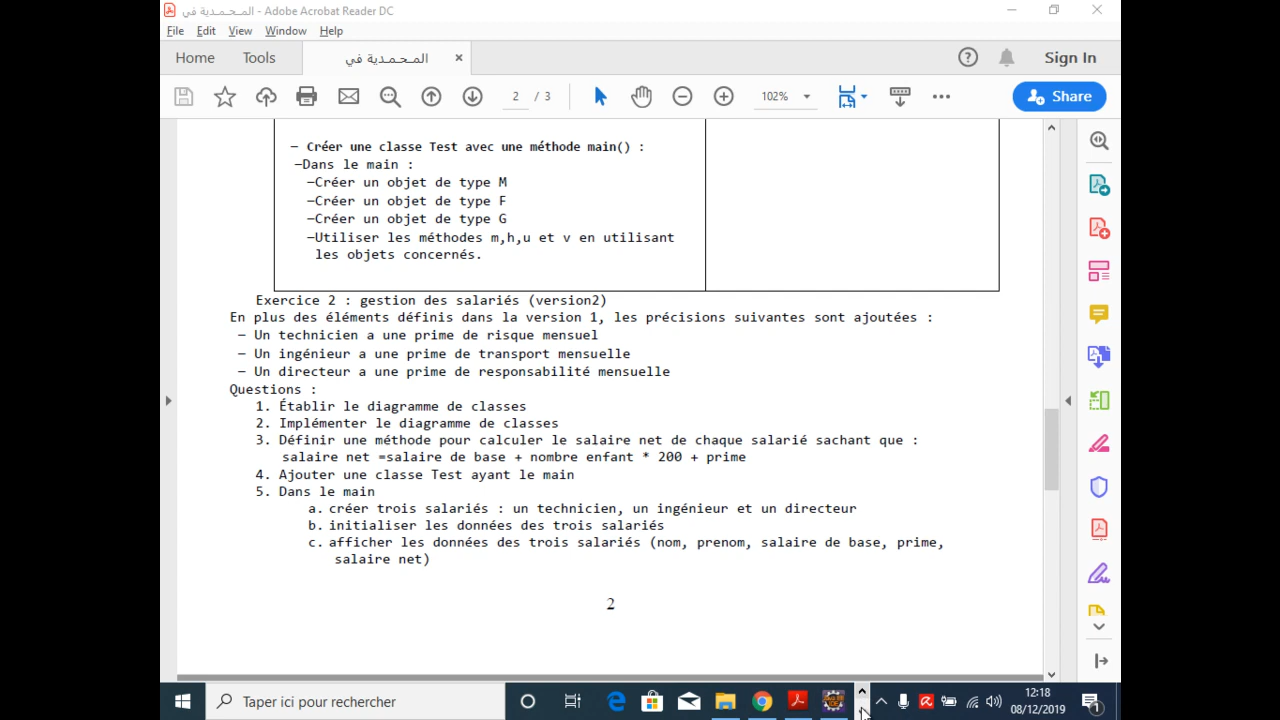 المـحـمـدية في - Adobe Acrobat Reader DC
File Edit View Window Help
Home Tools المـحـمـدية في × Sign In
2 / 3 102% Share
– Créer une classe Test avec une méthode main() :
–Dans le main :
–Créer un objet de type M
–Créer un objet de type F
–Créer un objet de type G
–Utiliser les méthodes m,h,u et v en utilisant
les objets concernés.
Exercice 2 : gestion des salariés (version2)
En plus des éléments définis dans la version 1, les précisions suivantes sont ajoutées :
– Un technicien a une prime de risque mensuel
– Un ingénieur a une prime de transport mensuelle
– Un directeur a une prime de responsabilité mensuelle
Questions :
1. Établir le diagramme de classes
2. Implémenter le diagramme de classes
3. Définir une méthode pour calculer le salaire net de chaque salarié sachant que :
salaire net =salaire de base + nombre enfant * 200 + prime
4. Ajouter une classe Test ayant le main
5. Dans le main
a. créer trois salariés : un technicien, un ingénieur et un directeur
b. initialiser les données des trois salariés
c. afficher les données des trois salariés (nom, prenom, salaire de base, prime,
salaire net)
2
Taper ici pour rechercher
12:18
08/12/2019
1